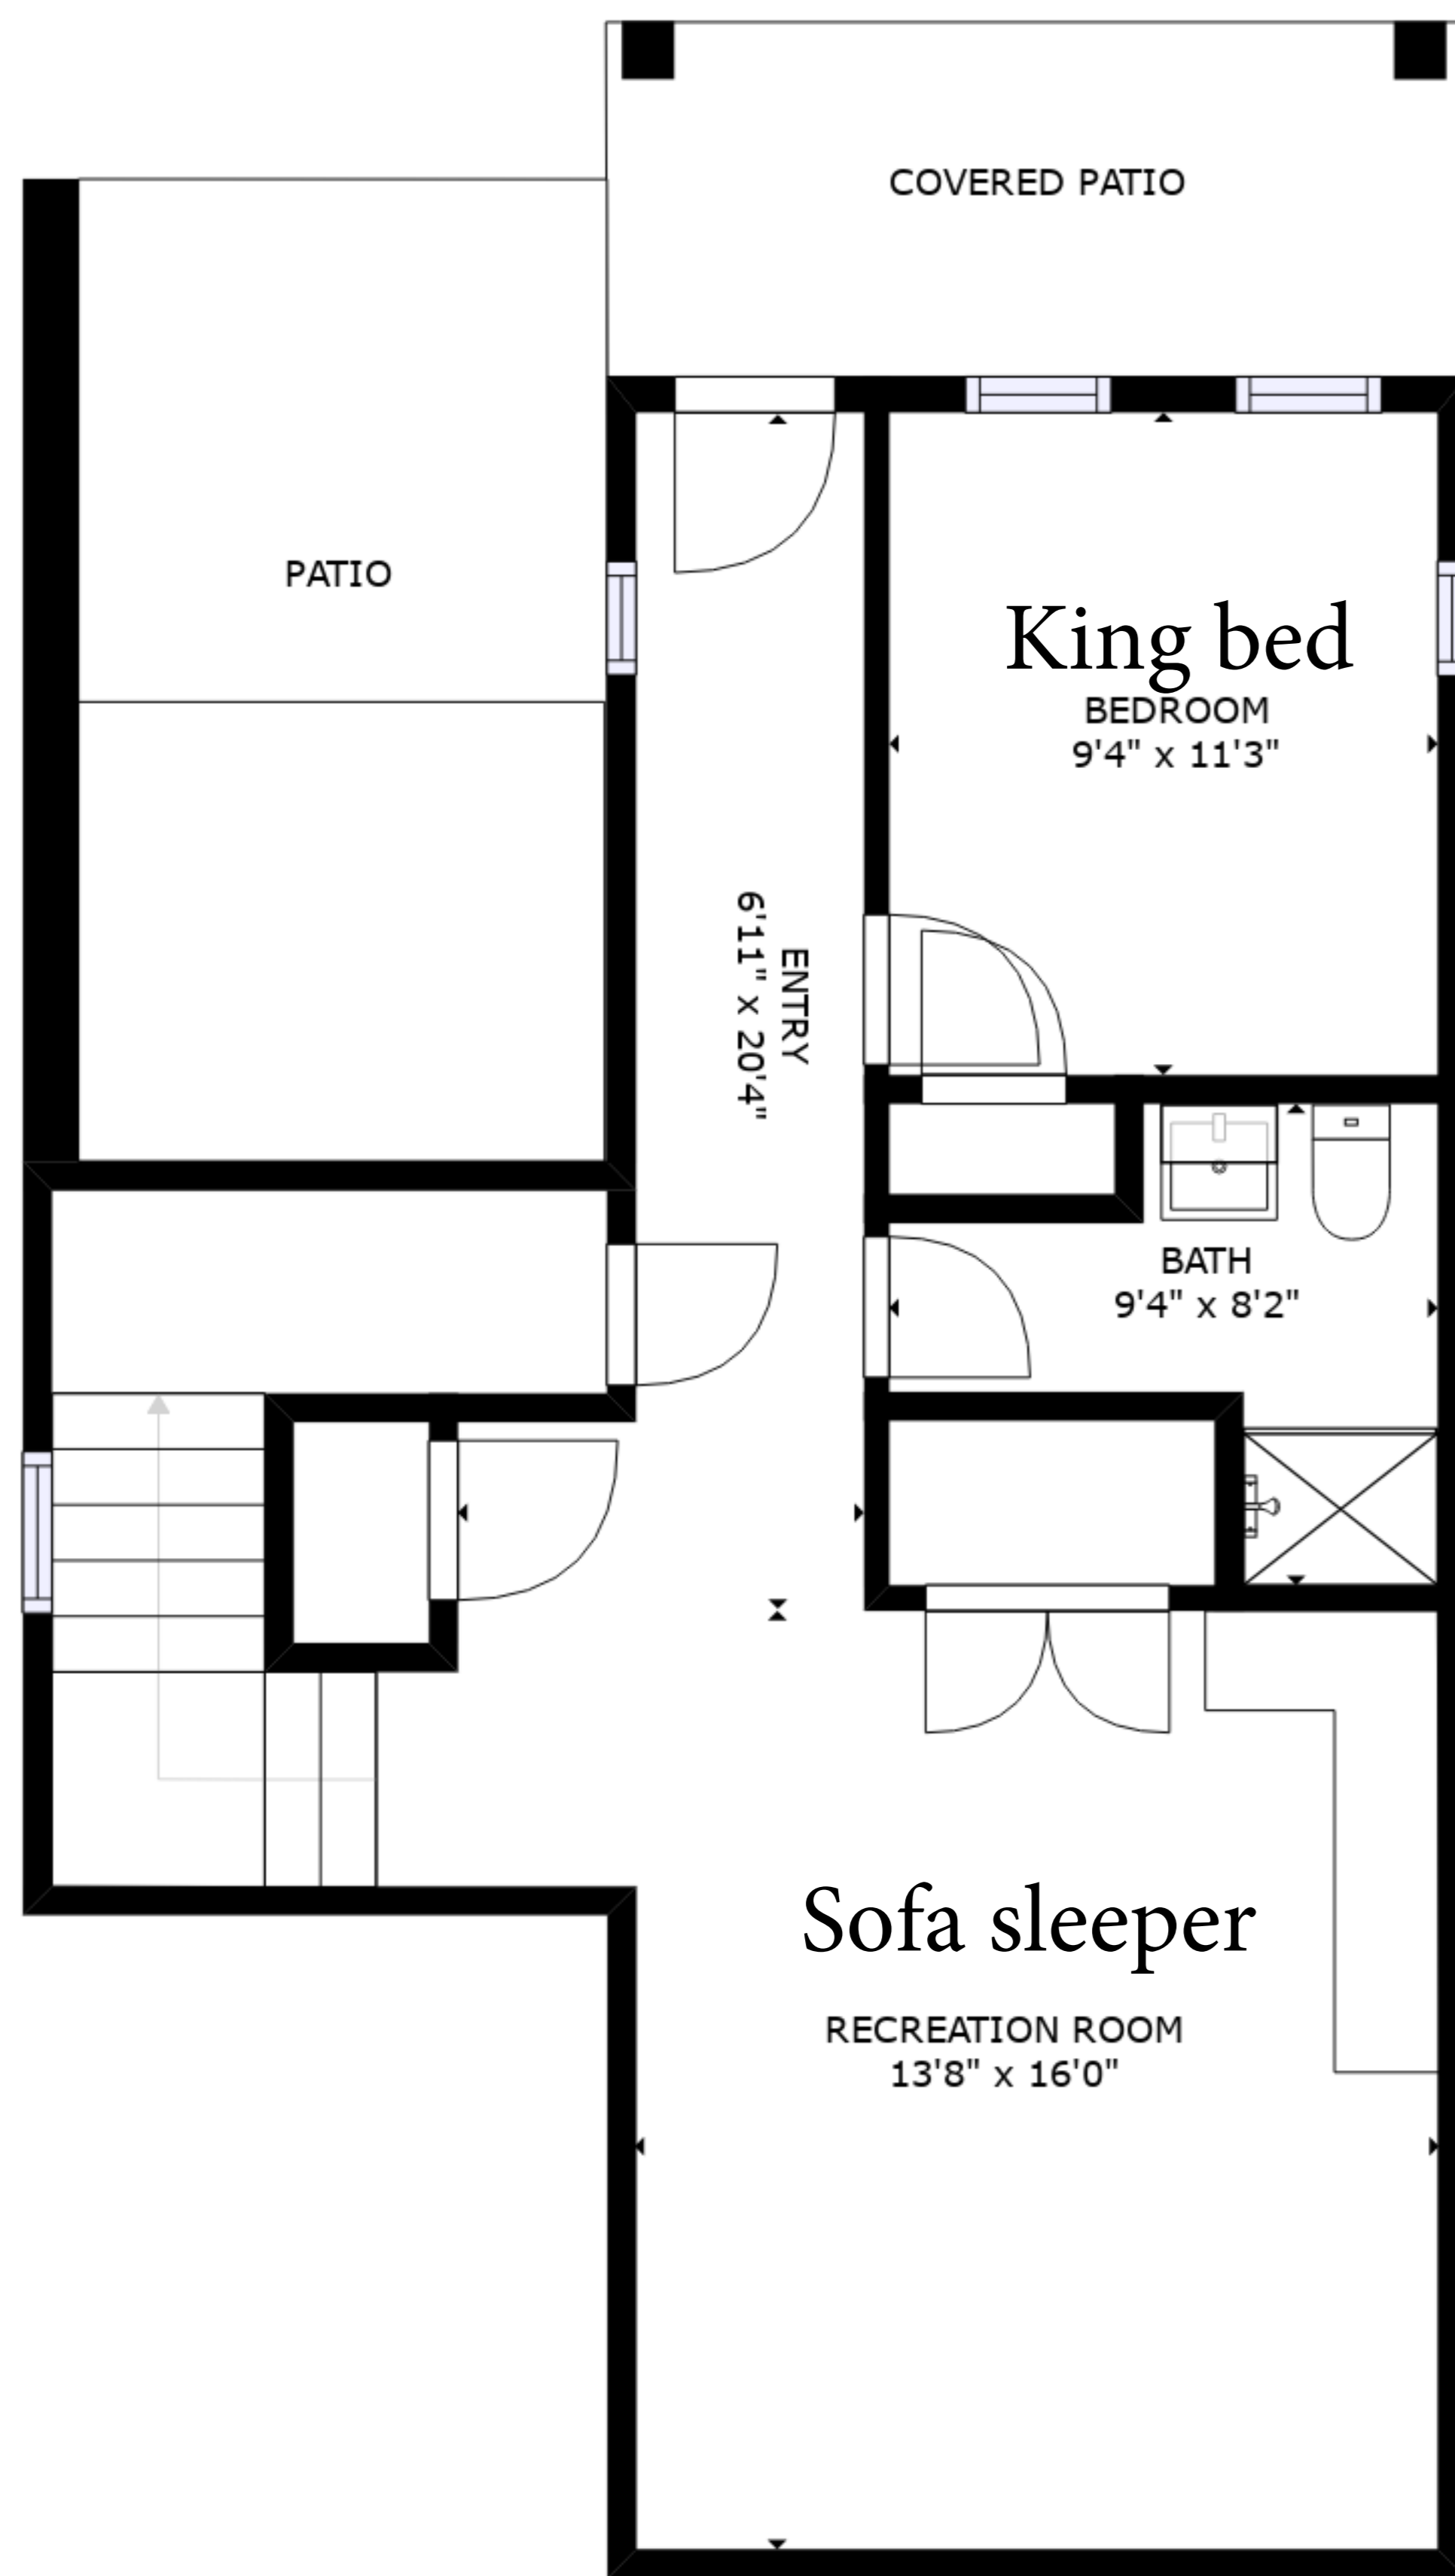 COVERED PATIO
PATIO
King bed
BEDROOM
9'4" x 11'3"
ENTRY
6'11" x 20'4"
BATH
9'4" x 8'2"
Sofa sleeper
RECREATION ROOM
13'8" x 16'0"